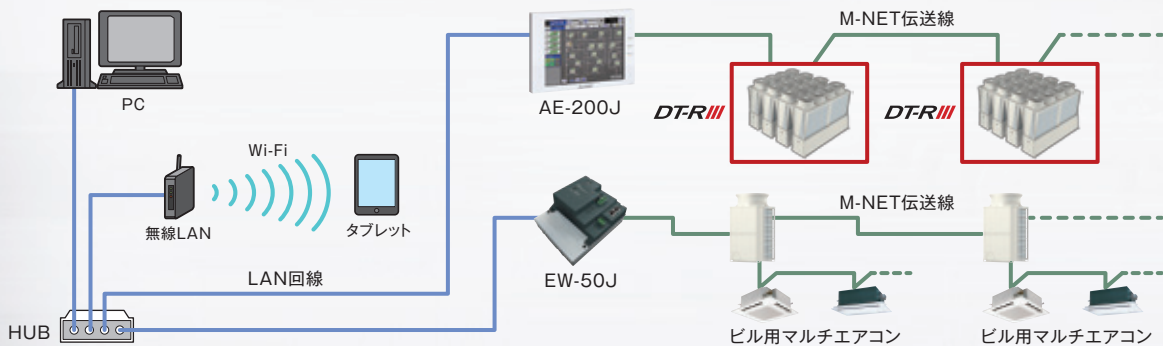 PC
Wi-Fi
無線LAN
タブレット
LAN回線
HUB
AE-200J
M-NET伝送線
DT-RIII
DT-RIII
EW-50J
M-NET伝送線
ビル用マルチエアコン
ビル用マルチエアコン